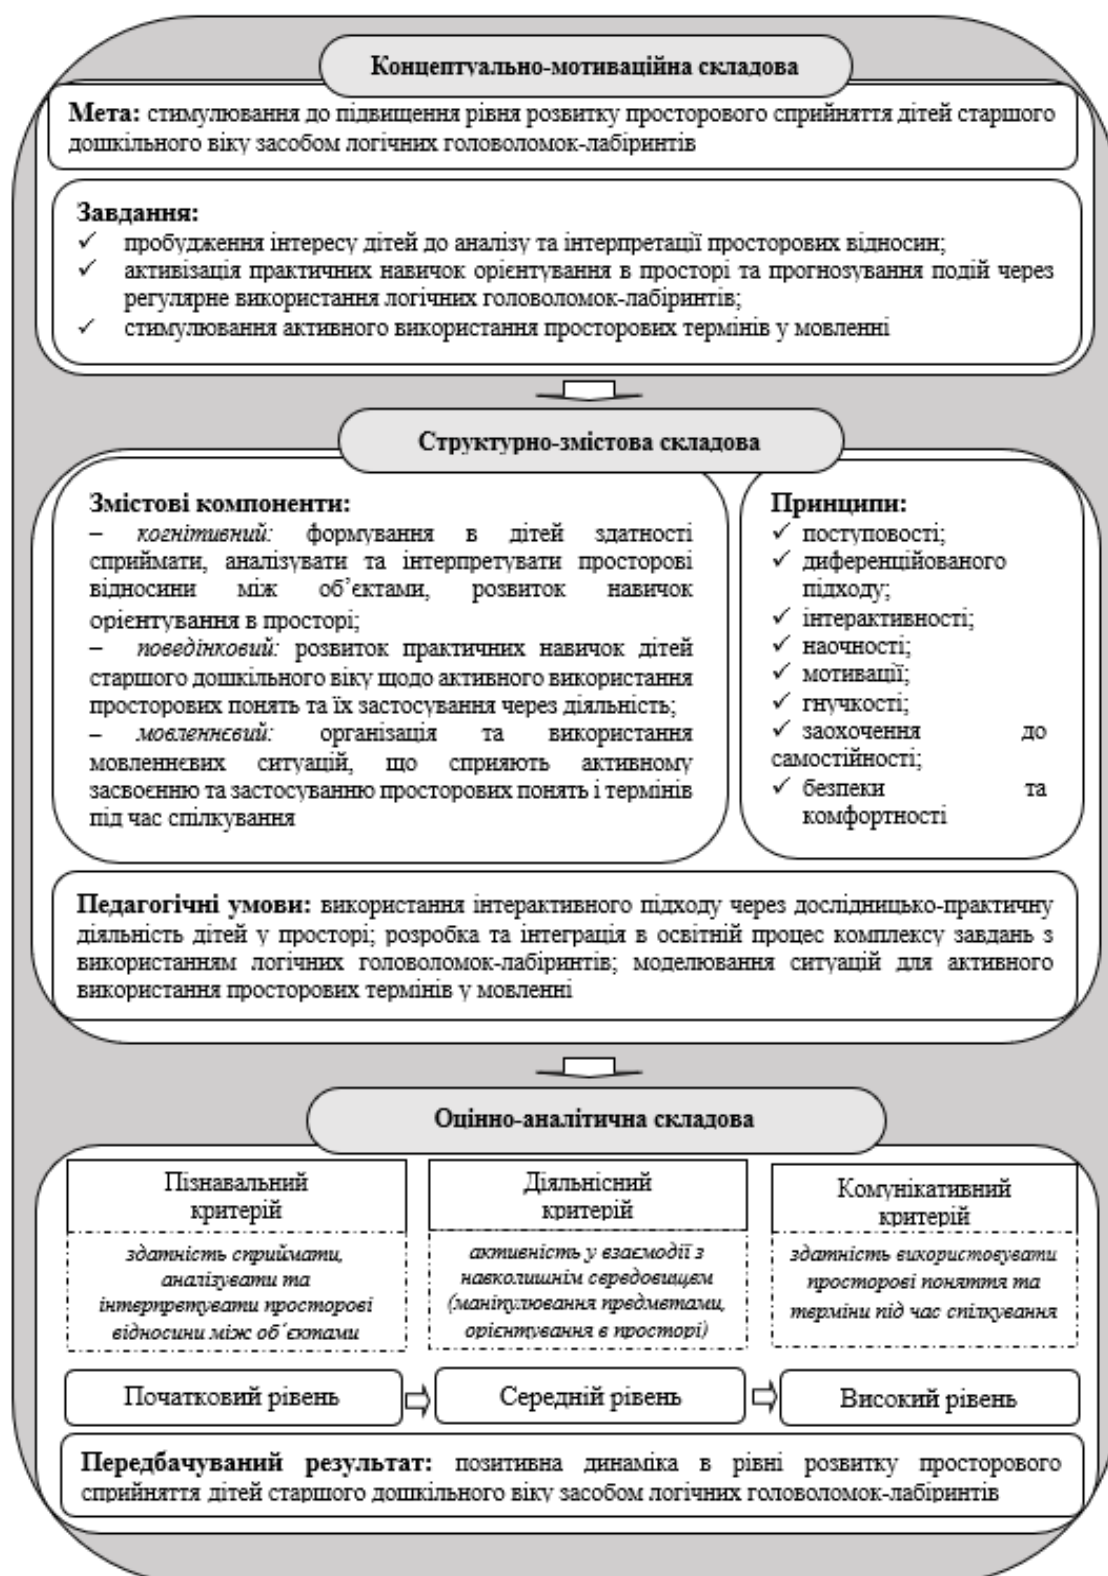 Концептуально-мотиваційна складова
Мета: стимулювання до підвищення рівня розвитку просторового сприйняття дітей старшого
дошкільного віку засобом логічних головоломок-лабіринтів
Завдання:
✓ пробудження інтересу дітей до аналізу та інтерпретації просторових відносин;
✓ активізація практичних навичок орієнтування в просторі та прогнозування подій через
регулярне використання логічних головоломок-лабіринтів;
✓ стимулювання активного використання просторових термінів у мовленні
Структурно-змістова складова
Змістові компоненти:
– когнітивний: формування в дітей здатності
сприймати, аналізувати та інтерпретувати просторові
відносини між об’єктами, розвиток навичок
орієнтування в просторі;
– поведінковий: розвиток практичних навичок дітей
старшого дошкільного віку щодо активного використання
просторових понять та їх застосування через діяльність;
– мовленнєвий: організація та використання
мовленнєвих ситуацій, що сприяють активному
засвоєнню та застосуванню просторових понять і термінів
під час спілкування
Принципи:
✓ поступовості;
✓ диференційованого
підходу;
✓ інтерактивності;
✓ наочності;
✓ мотивації;
✓ гнучкості;
✓ заохочення до
самостійності;
✓ безпеки та
комфортності
Педагогічні умови: використання інтерактивного підходу через дослідницько-практичну
діяльність дітей у просторі; розробка та інтеграція в освітній процес комплексу завдань з
використанням логічних головоломок-лабіринтів; моделювання ситуацій для активного
використання просторових термінів у мовленні
Оцінно-аналітична складова
Пізнавальний
критерій
здатність сприймати,
аналізувати та
інтерпретувати просторові
відносини між об´єктами
Діяльнісний
критерій
активність у взаємодії з
навколишнім середовищем
(маніпулювання предметами,
орієнтування в просторі)
Комунікативний
критерій
здатність використовувати
просторові поняття та
терміни під час спілкування
Початковий рівень
Середній рівень
Високий рівень
Передбачуваний результат: позитивна динаміка в рівні розвитку просторового
сприйняття дітей старшого дошкільного віку засобом логічних головоломок-лабіринтів